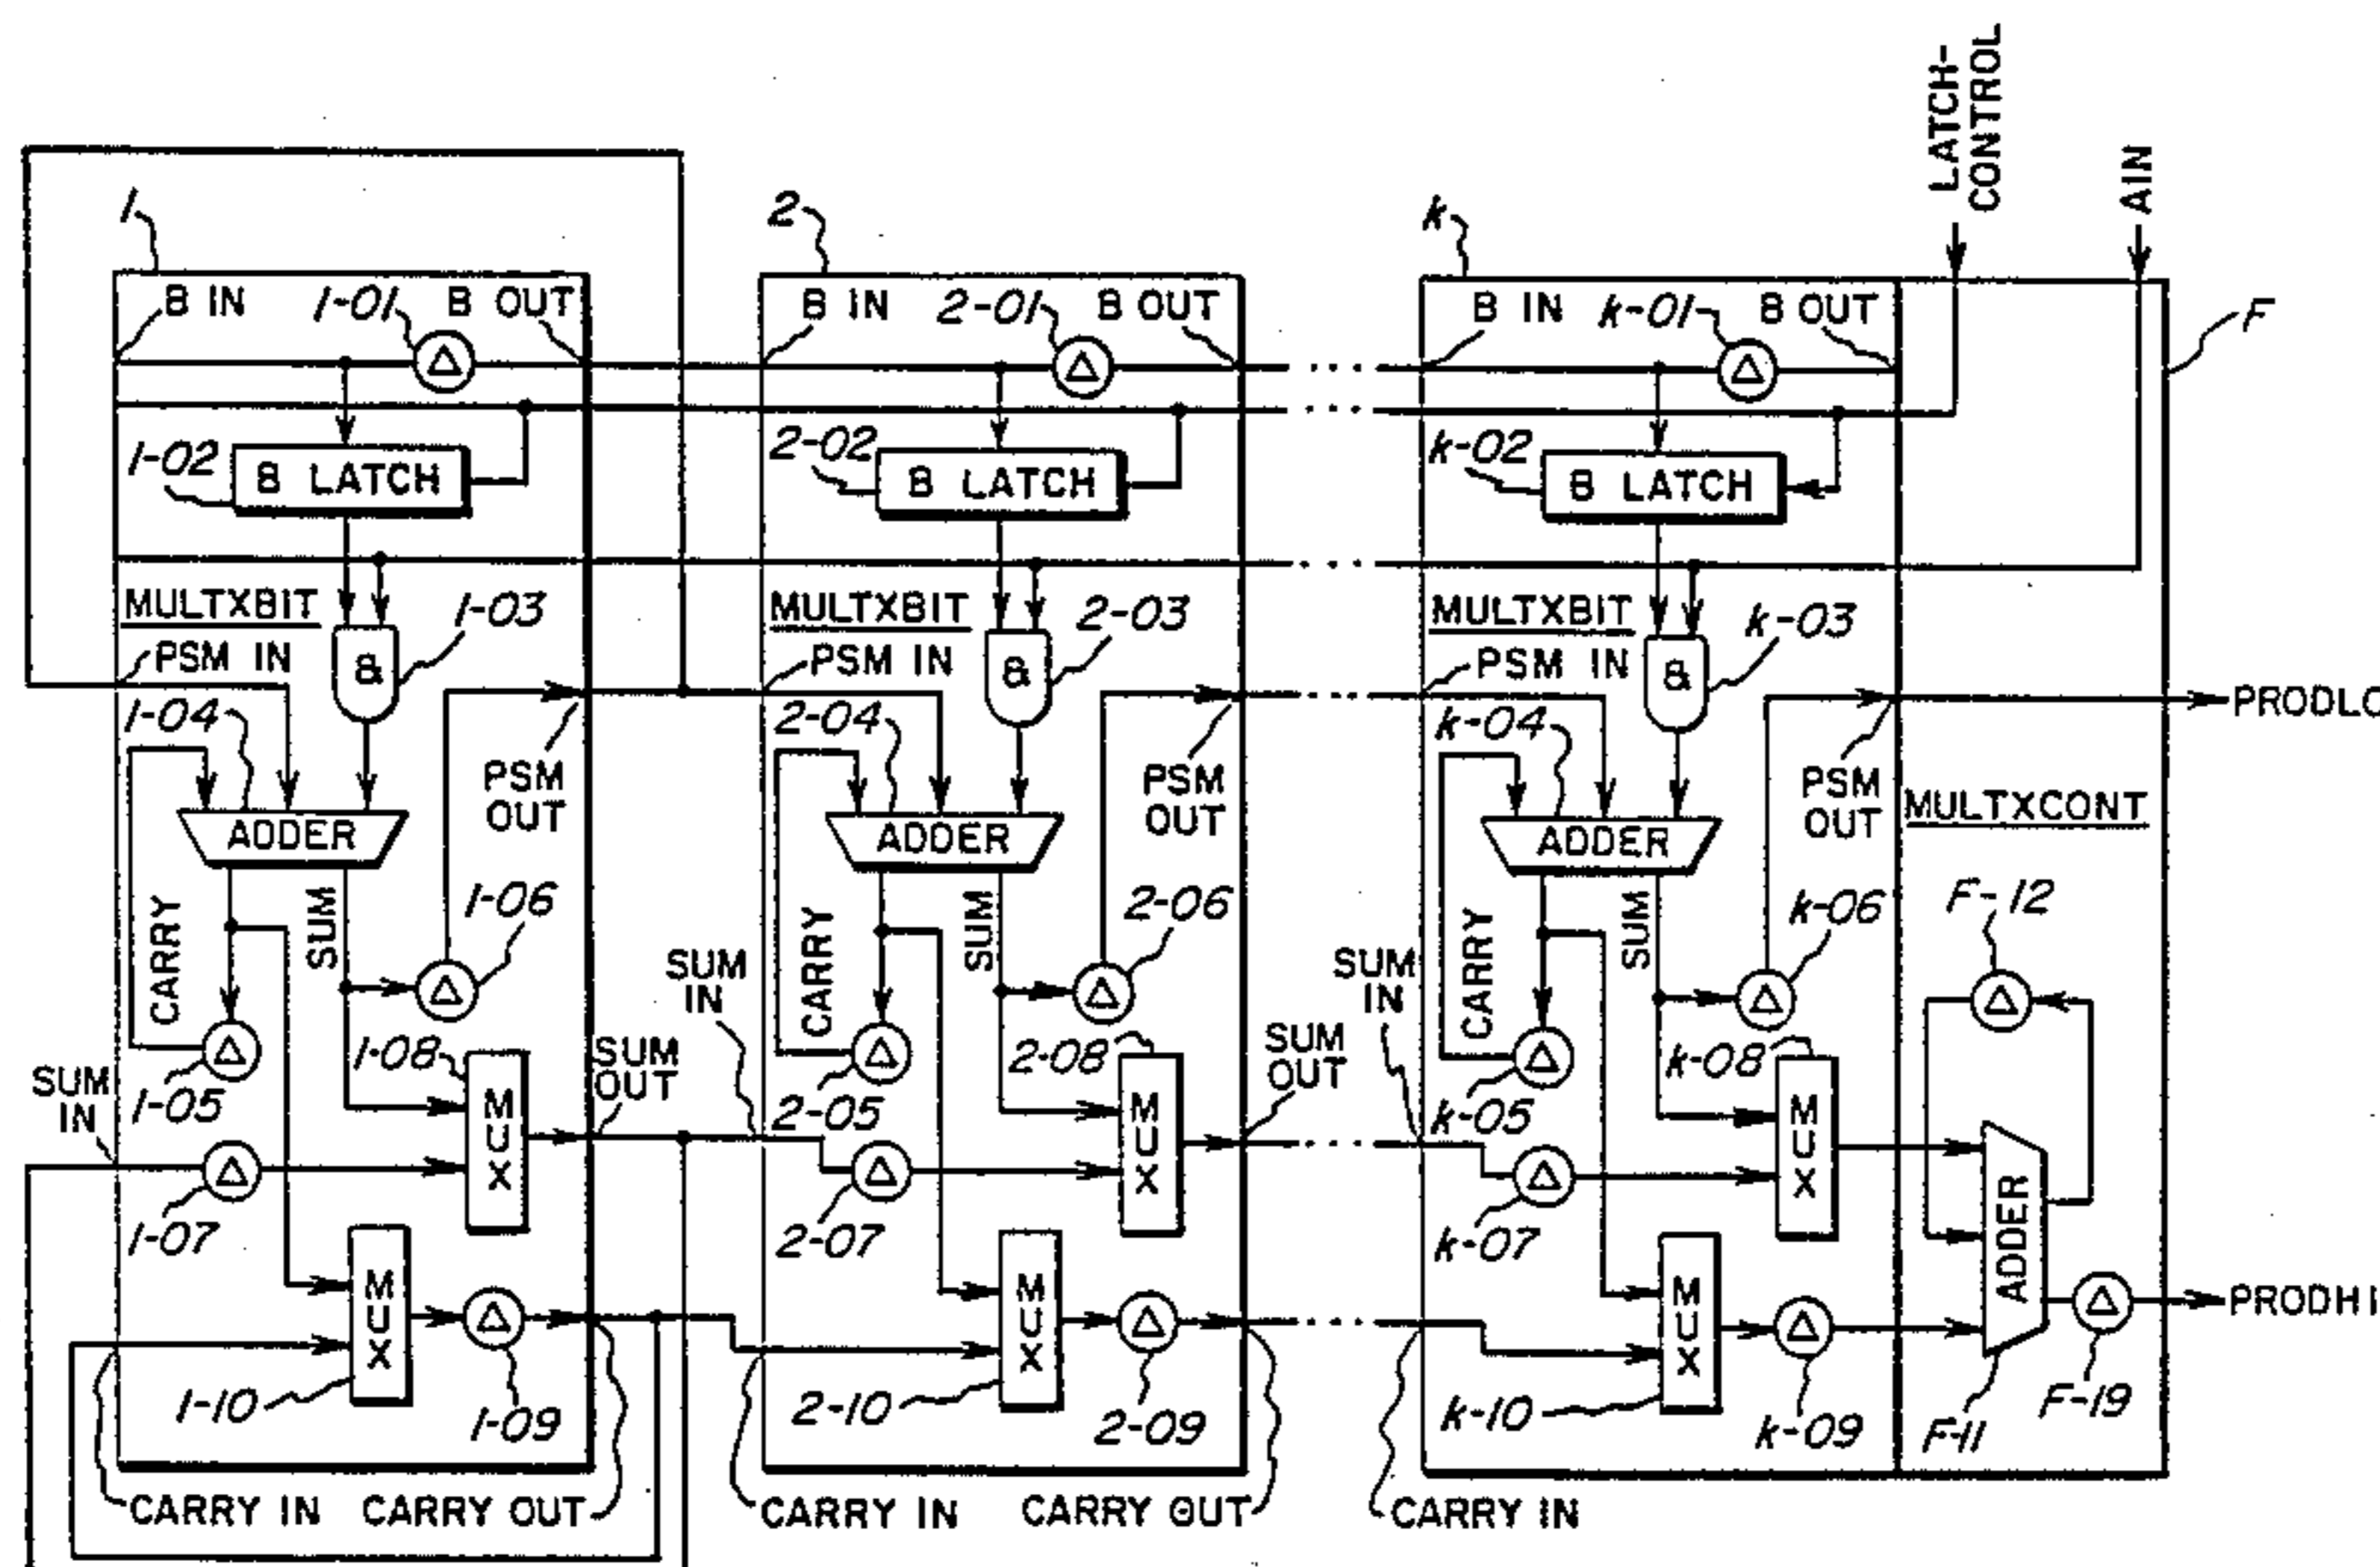 LATCH-
CONTROL
AIN
1
2
k
F
B IN
1-01
B OUT
B IN
2-01
B OUT
B IN
k-01
B OUT
Δ
Δ
Δ
1-02
B LATCH
2-02
B LATCH
k-02
B LATCH
MULTXBIT
1-03
MULTXBIT
2-03
MULTXBIT
k-03
PSM IN
&
PSM IN
&
PSM IN
&
PRODLO
1-04
2-04
k-04
PSM
OUT
PSM
OUT
PSM
OUT
MULTXCONT
ADDER
ADDER
ADDER
CARRY
SUM
1-06
CARRY
SUM
2-06
CARRY
SUM
k-06
F-12
SUM
IN
SUM
IN
Δ
Δ
Δ
Δ
Δ
Δ
Δ
1-05
1-08
SUM
OUT
2-05
2-08
SUM
OUT
k-05
k-08
SUM
IN
MUX
MUX
MUX
Δ
Δ
Δ
1-07
2-07
k-07
ADDER
MUX
MUX
MUX
Δ
Δ
Δ
Δ
PRODHI
1-10
1-09
2-10
2-09
k-10
k-09
F-11
F-19
CARRY IN
CARRY OUT
CARRY IN
CARRY OUT
CARRY IN